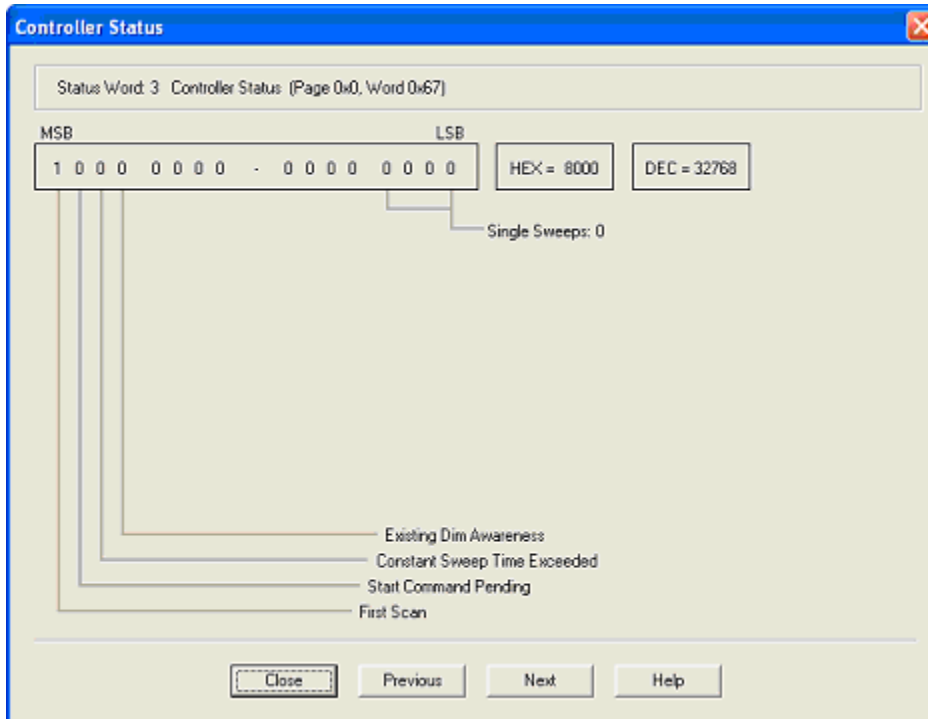 Controller Status
Status Word: 3 Controller Status (Page 0x0, Word 0x67)
MSB LSB
1 0 0 0 0 0 0 0 - 0 0 0 0 0 0 0 0 HEX = 8000 DEC = 32768
Single Sweeps: 0
Existing Dim Awareness
Constant Sweep Time Exceeded
Start Command Pending
First Scan
Close Previous Next Help